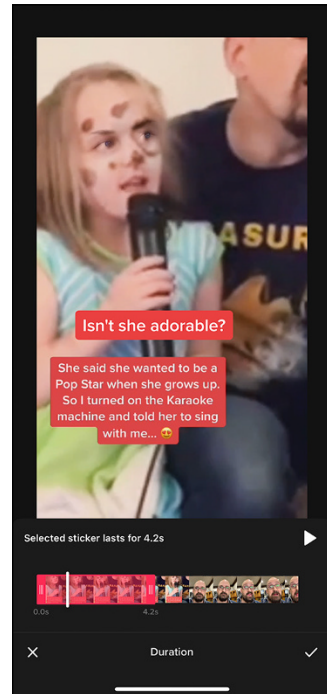 ASUR
Isn't she adorable?
She said she wanted to be a
Pop Star when she grows up.
So I turned on the Karaoke
machine and told her to sing
with me... 😍
Selected sticker lasts for 4.2s
0.0s
4.2s
Duration